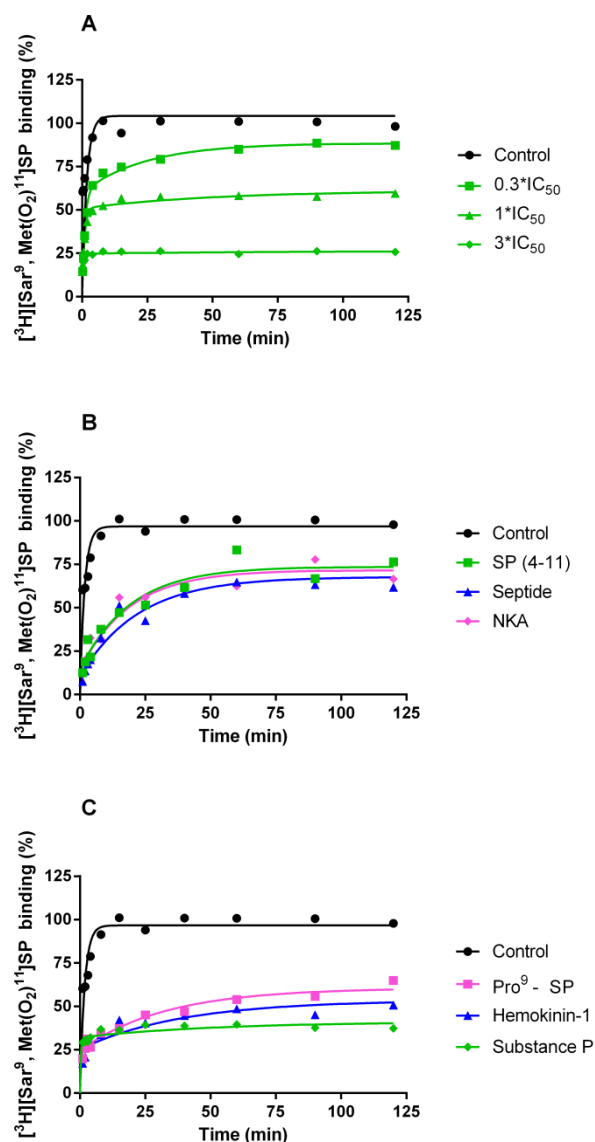 A
[³H][Sar⁹, Met(O₂)¹¹]SP binding (%)
125
100
75
50
25
0
0 25 50 75 100 125
Time (min)
Control
0.3*IC₅₀
1*IC₅₀
3*IC₅₀
B
[³H][Sar⁹, Met(O₂)¹¹]SP binding (%)
125
100
75
50
25
0
0 25 50 75 100 125
Time (min)
Control
SP (4-11)
Septide
NKA
C
[³H][Sar⁹, Met(O₂)¹¹]SP binding (%)
125
100
75
50
25
0
0 25 50 75 100 125
Time (min)
Control
Pro⁹ - SP
Hemokinin-1
Substance P